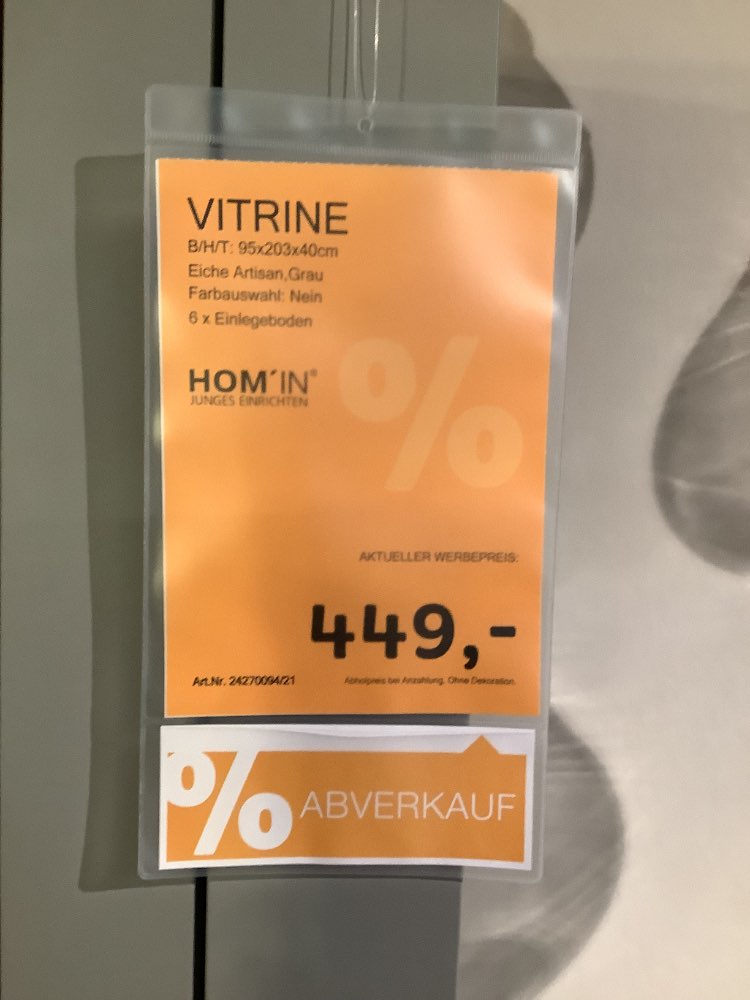 VITRINE
B/H/T: 95x203x40cm
Eiche Artisan,Grau
Farbauswahl: Nein
6 x Einlegeboden
HOM´IN®
JUNGES EINRICHTEN
%
AKTUELLER WERBEPREIS:
449,-
Art.Nr. 24270094/21
Abholpreis bei Anzahlung. Ohne Dekoration.
% ABVERKAUF